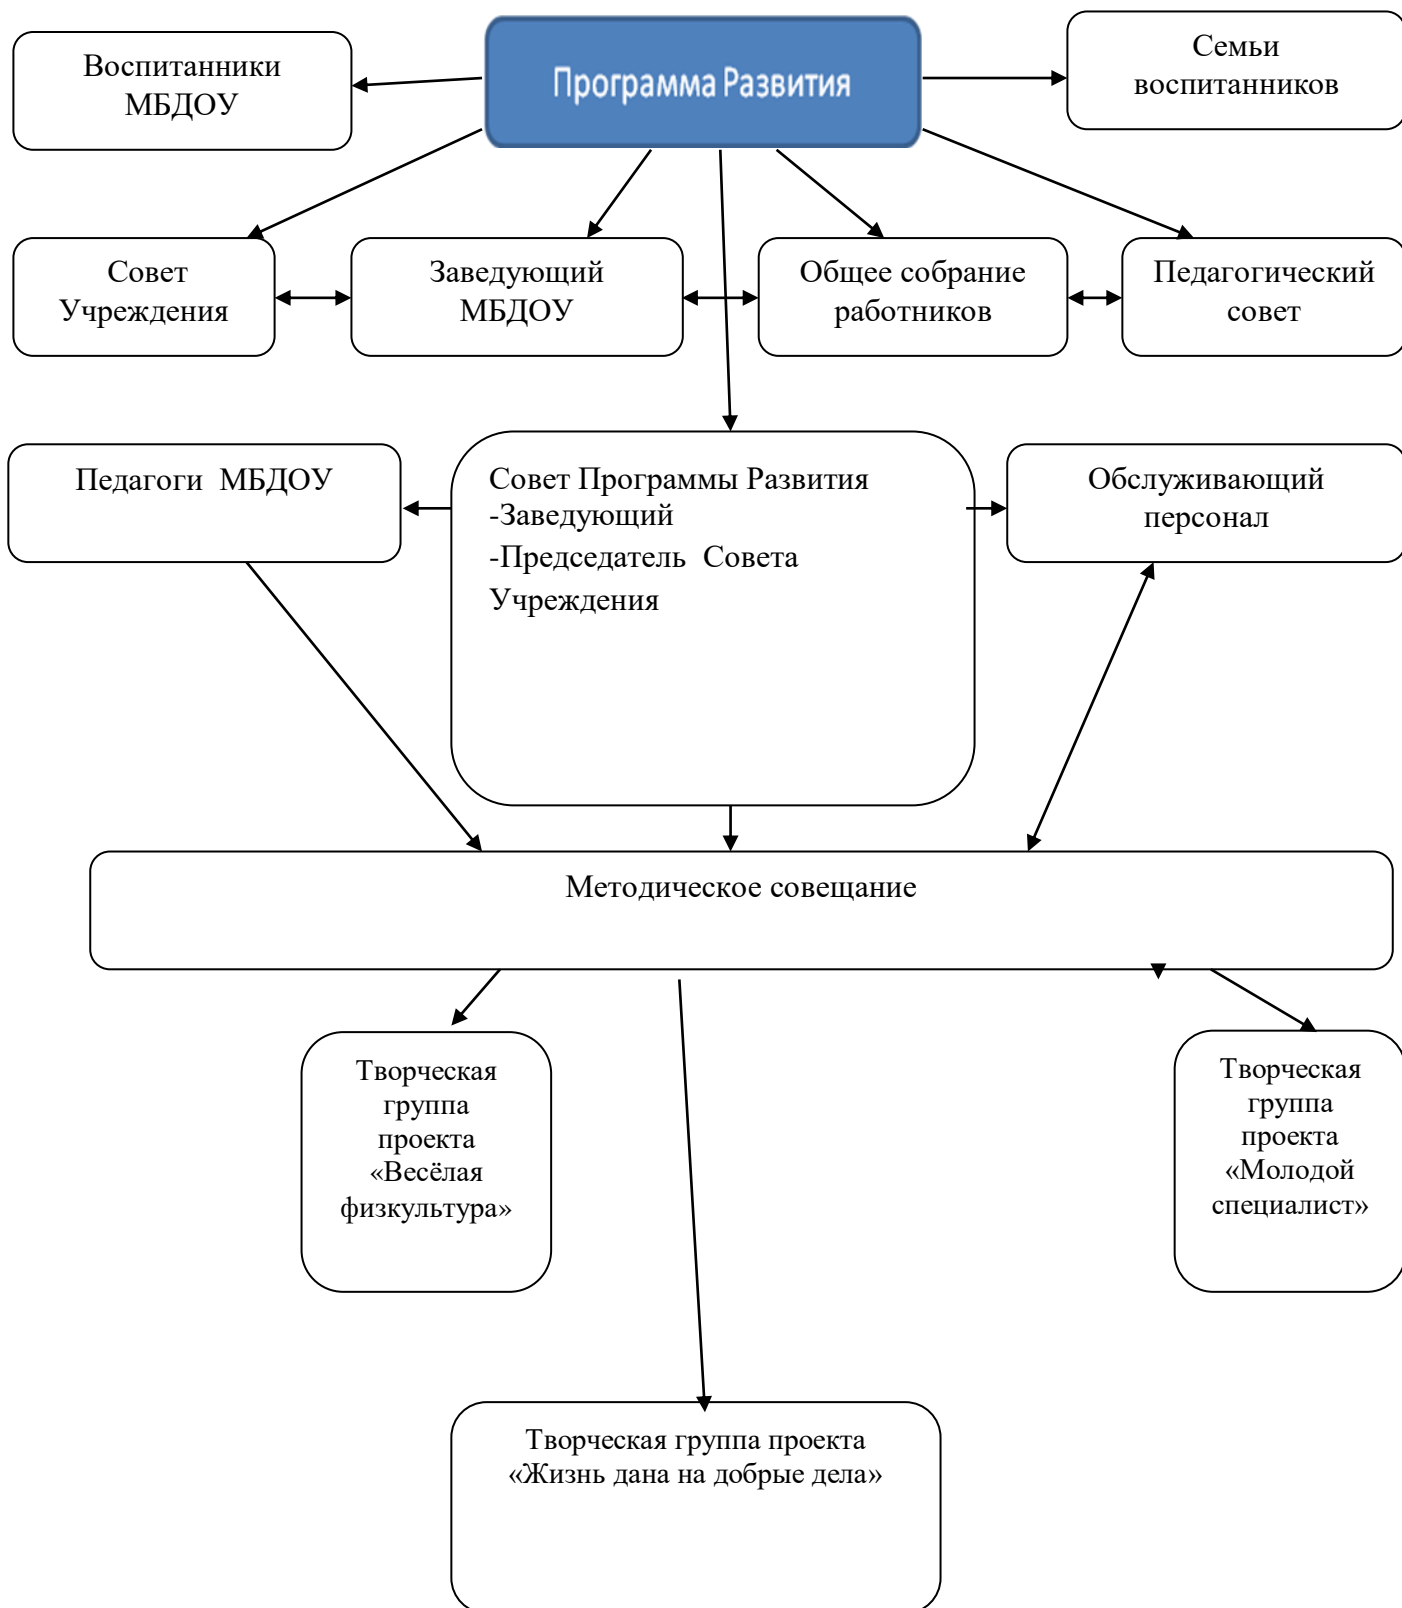 Воспитанники
МБДОУ
Программа Развития
Семьи
воспитанников
Совет
Учреждения
Заведующий
МБДОУ
Общее собрание
работников
Педагогический
совет
Педагоги МБДОУ
Совет Программы Развития
-Заведующий
-Председатель Совета
Учреждения
Обслуживающий
персонал
Методическое совещание
Творческая
группа
проекта
«Весёлая
физкультура»
Творческая
группа
проекта
«Молодой
специалист»
Творческая группа проекта
«Жизнь дана на добрые дела»